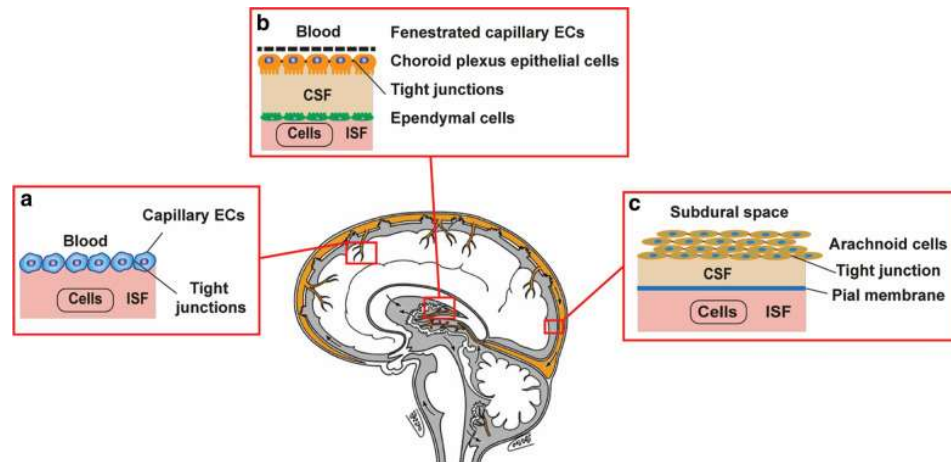 b
Blood
Fenestrated capillary ECs
Choroid plexus epithelial cells
Tight junctions
CSF
Ependymal cells
Cells
ISF
a
Capillary ECs
Blood
Tight
junctions
Cells
ISF
c
Subdural space
Arachnoid cells
Tight junction
CSF
Pial membrane
Cells
ISF